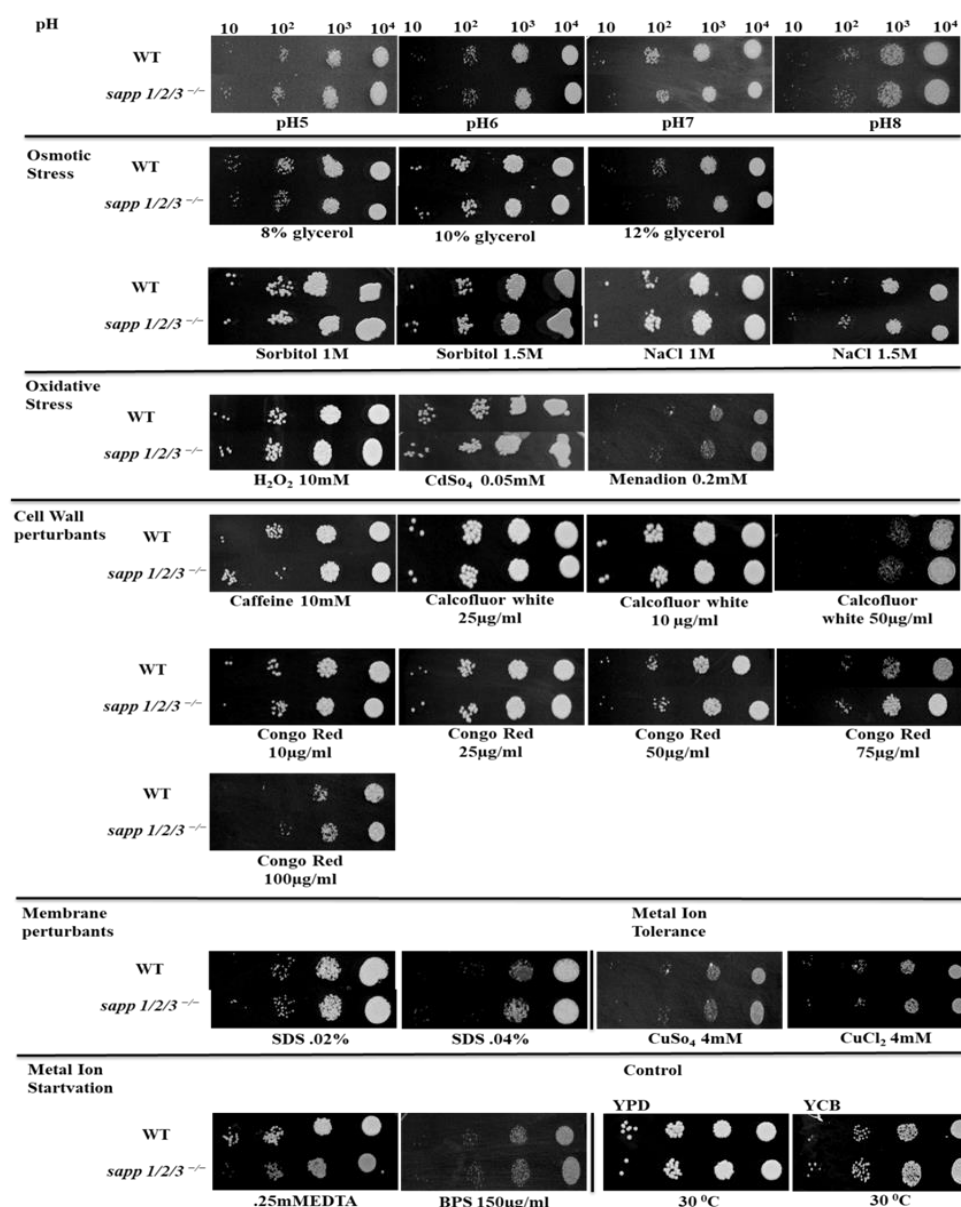 pH 10 10² 10³ 10⁴ 10 10² 10³ 10⁴ 10 10² 10³ 10⁴ 10 10² 10³ 10⁴
WT
sapp 1/2/3 −/−
pH5 pH6 pH7 pH8
Osmotic
Stress
WT
sapp 1/2/3 −/−
8% glycerol 10% glycerol 12% glycerol
WT
sapp 1/2/3 −/−
Sorbitol 1M Sorbitol 1.5M NaCl 1M NaCl 1.5M
Oxidative
Stress
WT
sapp 1/2/3 −/−
H₂O₂ 10mM CdSo₄ 0.05mM Menadion 0.2mM
Cell Wall
perturbants
WT
sapp 1/2/3 −/−
Caffeine 10mM Calcofluor white
25µg/ml Calcofluor white
10 µg/ml Calcofluor
white 50µg/ml
WT
sapp 1/2/3 −/−
Congo Red
10µg/ml Congo Red
25µg/ml Congo Red
50µg/ml Congo Red
75µg/ml
WT
sapp 1/2/3 −/−
Congo Red
100µg/ml
Membrane
perturbants
Metal Ion
Tolerance
WT
sapp 1/2/3 −/−
SDS .02% SDS .04% CuSo₄ 4mM CuCl₂ 4mM
Metal Ion
Startvation
Control
YPD YCB
WT
sapp 1/2/3 −/−
.25mMEDTA BPS 150µg/ml 30 ⁰C 30 ⁰C